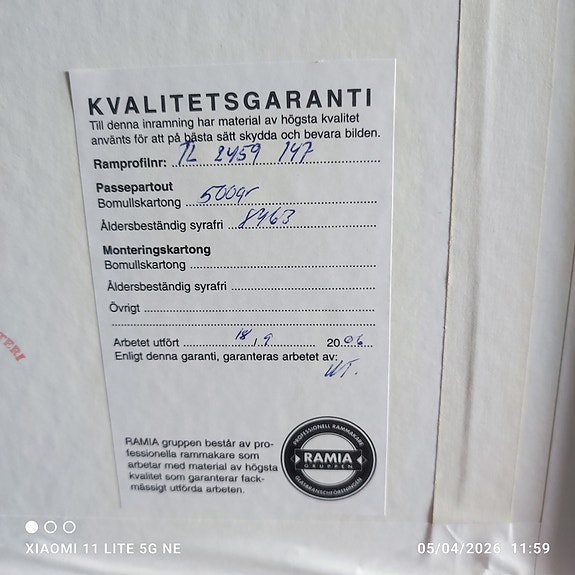 KVALITETSGARANTI
Till denna inramning har material av högsta kvalitet
använts för att på bästa sätt skydda och bevara bilden.
Ramprofilnr: TL 2459 147
Passepartout
Bomullskartong 500gr
Åldersbeständig syrafri 8963
Monteringskartong
Bomullskartong
Åldersbeständig syrafri
Övrigt
Arbetet utfört 18/9 2006
Enligt denna garanti, garanteras arbetet av:
RAMIA gruppen består av pro-
fessionella rammakare som
arbetar med material av högsta
kvalitet som garanterar fack-
mässigt utförda arbeten.
PROFESSIONELL RAMMAKARE
RAMIA
GRUPPEN
GLASBRANSCHFÖRENINGEN
TERI
XIAOMI 11 LITE 5G NE
05/04/2026 11:59